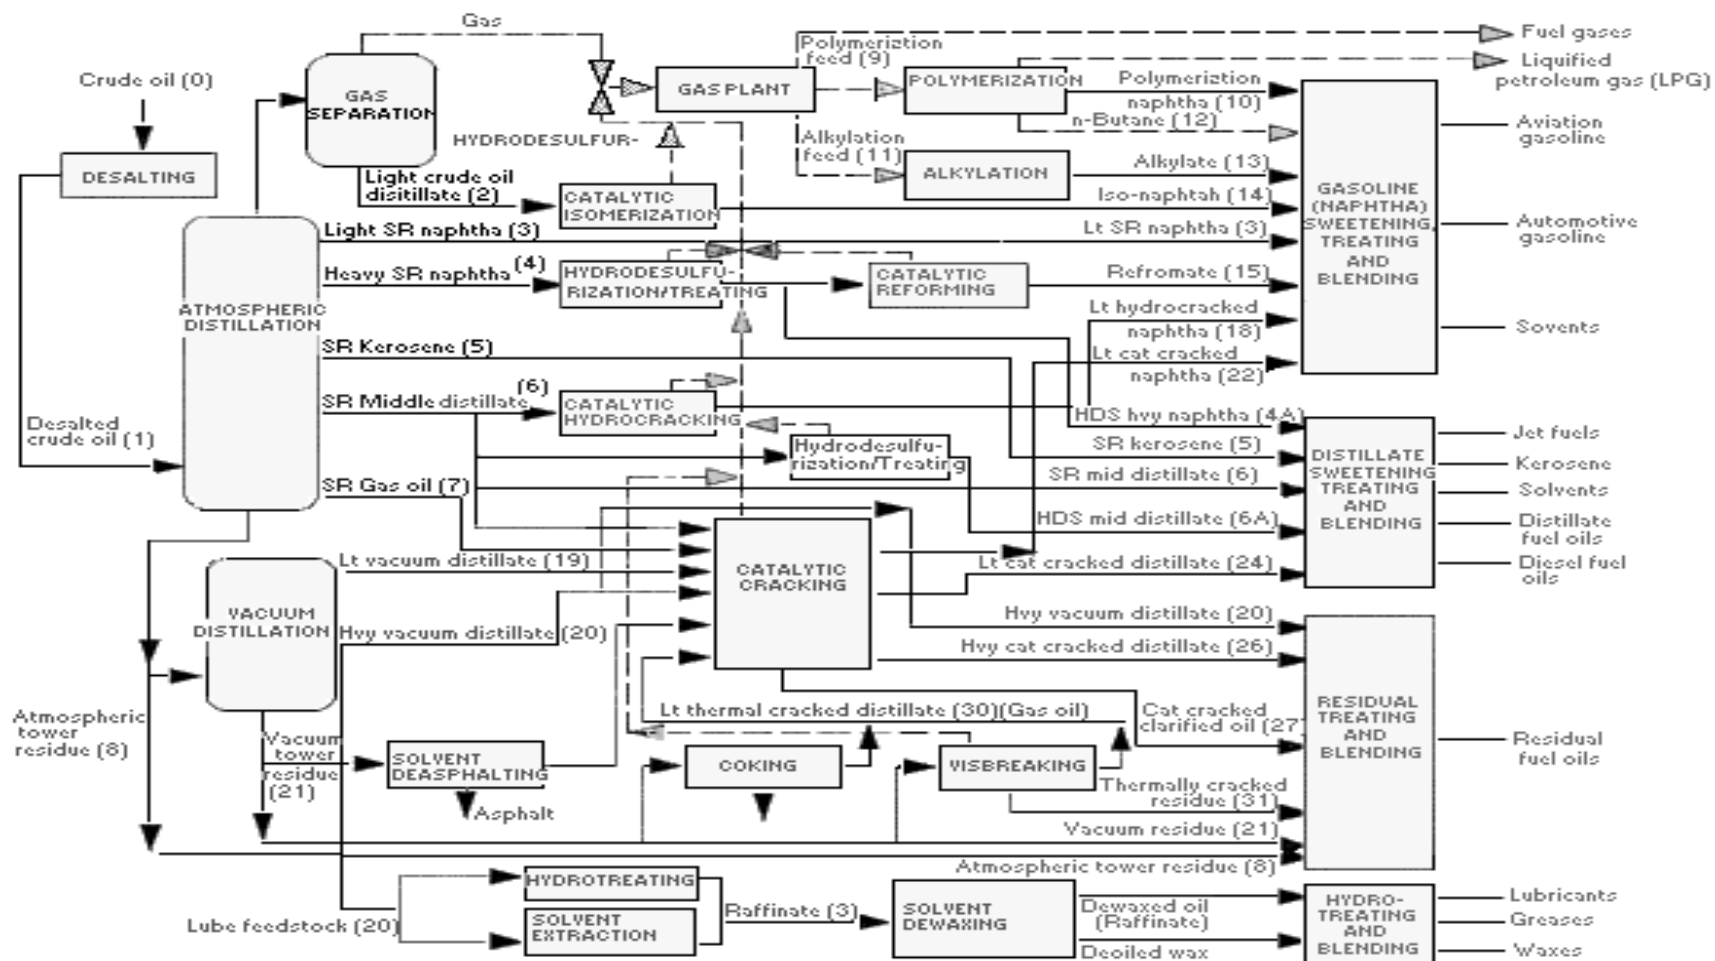 Gas
Fuel gases
Polymeriztion
feed (9)
Liquified
petroleum gas (LPG)
Crude oil (0)
GAS
SEPARATION
GAS PLANT
POLYMERIZATION
Polymeriztion
naphtha (10)
n-Butane (12)
Aviation
gasoline
HYDRODESULFUR-
Alkylation
feed (11)
DESALTING
Light crude oil
disitillate (2)
ALKYLATION
Alkylate (13)
CATALYTIC
ISOMERIZATION
Iso-naphtah (14)
GASOLINE
(NAPHTHA)
SWEETENING,
TREATING
AND
BLENDING
Automotive
gasoline
Light SR naphtha (3)
Lt SR naphtha (3)
Heavy SR naphtha (4)
HYDRODESULFU-
RIZATION/TREATING
CATALYTIC
REFORMING
Refromate (15)
ATMOSPHERIC
DISTILLATION
Lt hydrocracked
naphtha (18)
Sovents
SR Kerosene (5)
Lt cat cracked
naphtha (22)
(6)
SR Middle distillate
CATALYTIC
HYDROCRACKING
HDS hvy naphtha (4A)
Desalted
crude oil (1)
Hydrodesulfu-
rization/Treating
SR kerosene (5)
DISTILLATE
SWEETENING
TREATING
AND
BLENDING
Jet fuels
Kerosene
Solvents
Distillate
fuel oils
Diesel fuel
oils
SR Gas oil (7)
SR mid distillate (6)
HDS mid distillate (6A)
Lt vacuum distillate (19)
CATALYTIC
CRACKING
Lt cat cracked distillate (24)
VACUUM
DISTILLATION
Hvy vacuum distillate (20)
Hvy vacuum distillate (20)
Hvy cat cracked distillate (26)
Atmospheric
tower
residue (8)
Lt thermal cracked distillate (30)(Gas oil)
Cat cracked
clarified oil (27)
RESIDUAL
TREATING
AND
BLENDING
Residual
fuel oils
Vacuum
tower
residue
(21)
SOLVENT
DEASPHALTING
COKING
VISBREAKING
Asphalt
Thermally cracked
residue (31)
Vacuum residue (21)
Atmospheric tower residue (8)
HYDROTREATING
Lube feedstock (20)
SOLVENT
EXTRACTION
Raffinate (3)
SOLVENT
DEWAXING
Dewaxed oil
(Raffinate)
Deoiled wax
HYDRO-
TREATING
AND
BLENDING
Lubricants
Greases
Waxes